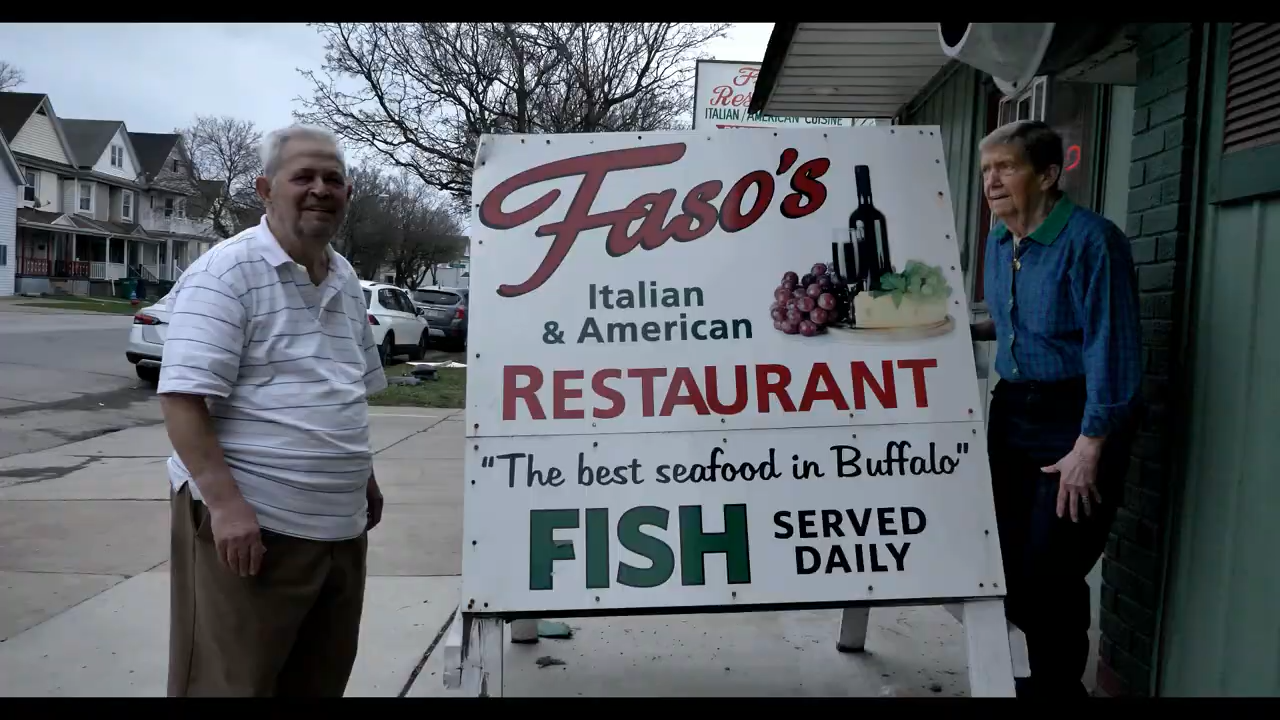 ITALIAN / AMERICAN CUISINE
Faso's
Italian
& American
RESTAURANT
"The best seafood in Buffalo"
FISH SERVED
DAILY